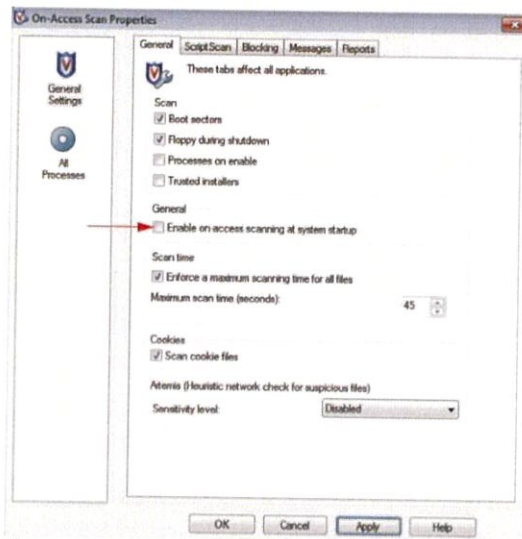 On-Access Scan Properties
General
Settings
All
Processes
General ScriptScan Blocking Messages Reports
These tabs affect all applications.
Scan
Boot sectors
Floppy during shutdown
Processes on enable
Trusted installers
General
Enable on access scanning at system startup
Scan time
Enforce a maximum scanning time for all files
Maximum scan time (seconds): 45
Cookies
Scan cookie files
Artemis (Heuristic network check for suspicious files)
Sensitivity level: Disabled
OK Cancel Apply Help